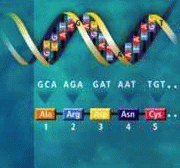 GCA AGA GAT AAT TGT..
Ala Arg Asp Asn Cys ..
1 2 3 4 5